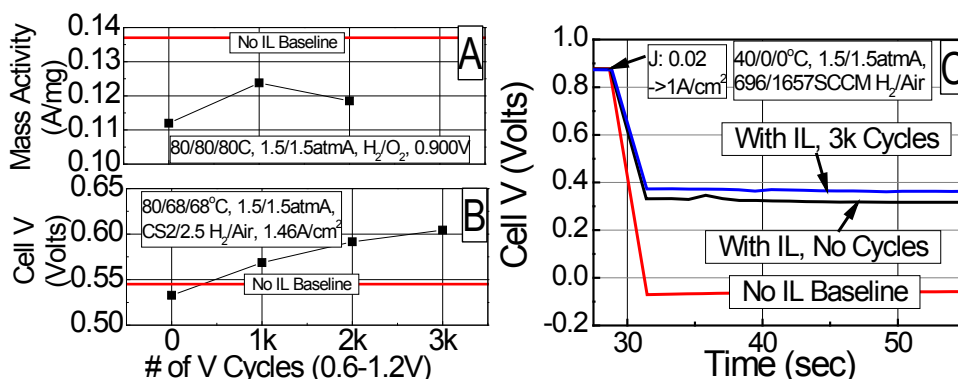 0.14
0.13
0.12
0.11
0.10
Mass Activity
(A/mg)
No IL Baseline
A
80/80/80C, 1.5/1.5atmA, H2/O2, 0.900V
0.65
0.60
0.55
0.50
Cell V
(Volts)
80/68/68°C, 1.5/1.5atmA,
CS2/2.5 H2/Air, 1.46A/cm2
B
No IL Baseline
0 1k 2k 3k
# of V Cycles (0.6-1.2V)
1.0
0.8
0.6
0.4
0.2
0.0
-0.2
Cell V (Volts)
J: 0.02
->1A/cm2
40/0/0°C, 1.5/1.5atmA,
696/1657SCCM H2/Air
C
With IL, 3k Cycles
With IL, No Cycles
No IL Baseline
30 40 50
Time (sec)